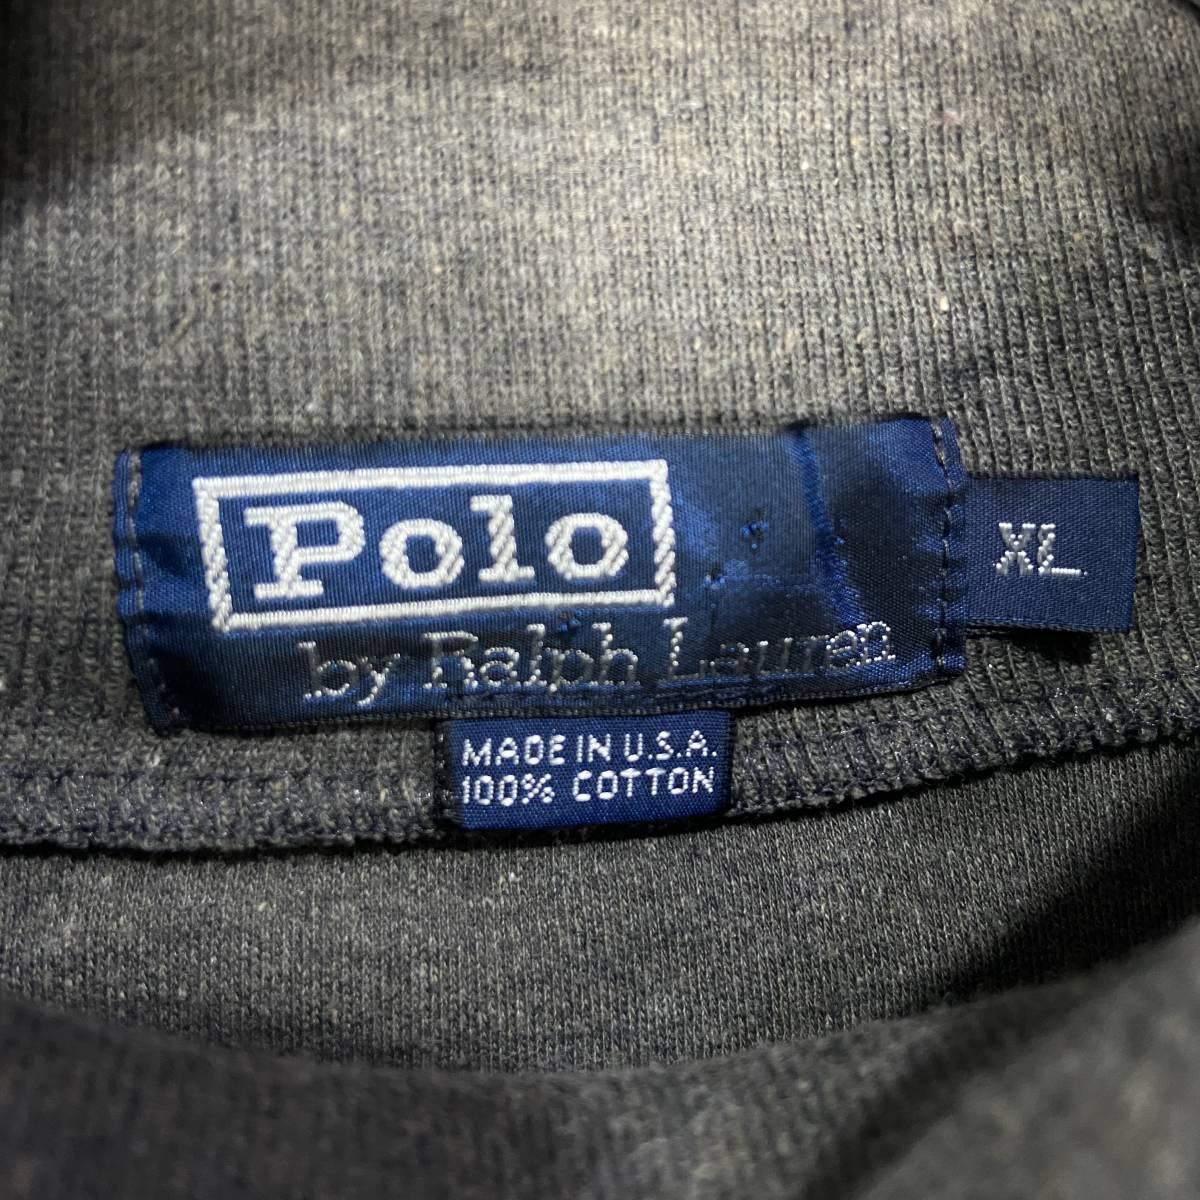 Polo
by Ralph Lauren
XL
MADE IN U.S.A.
100% COTTON